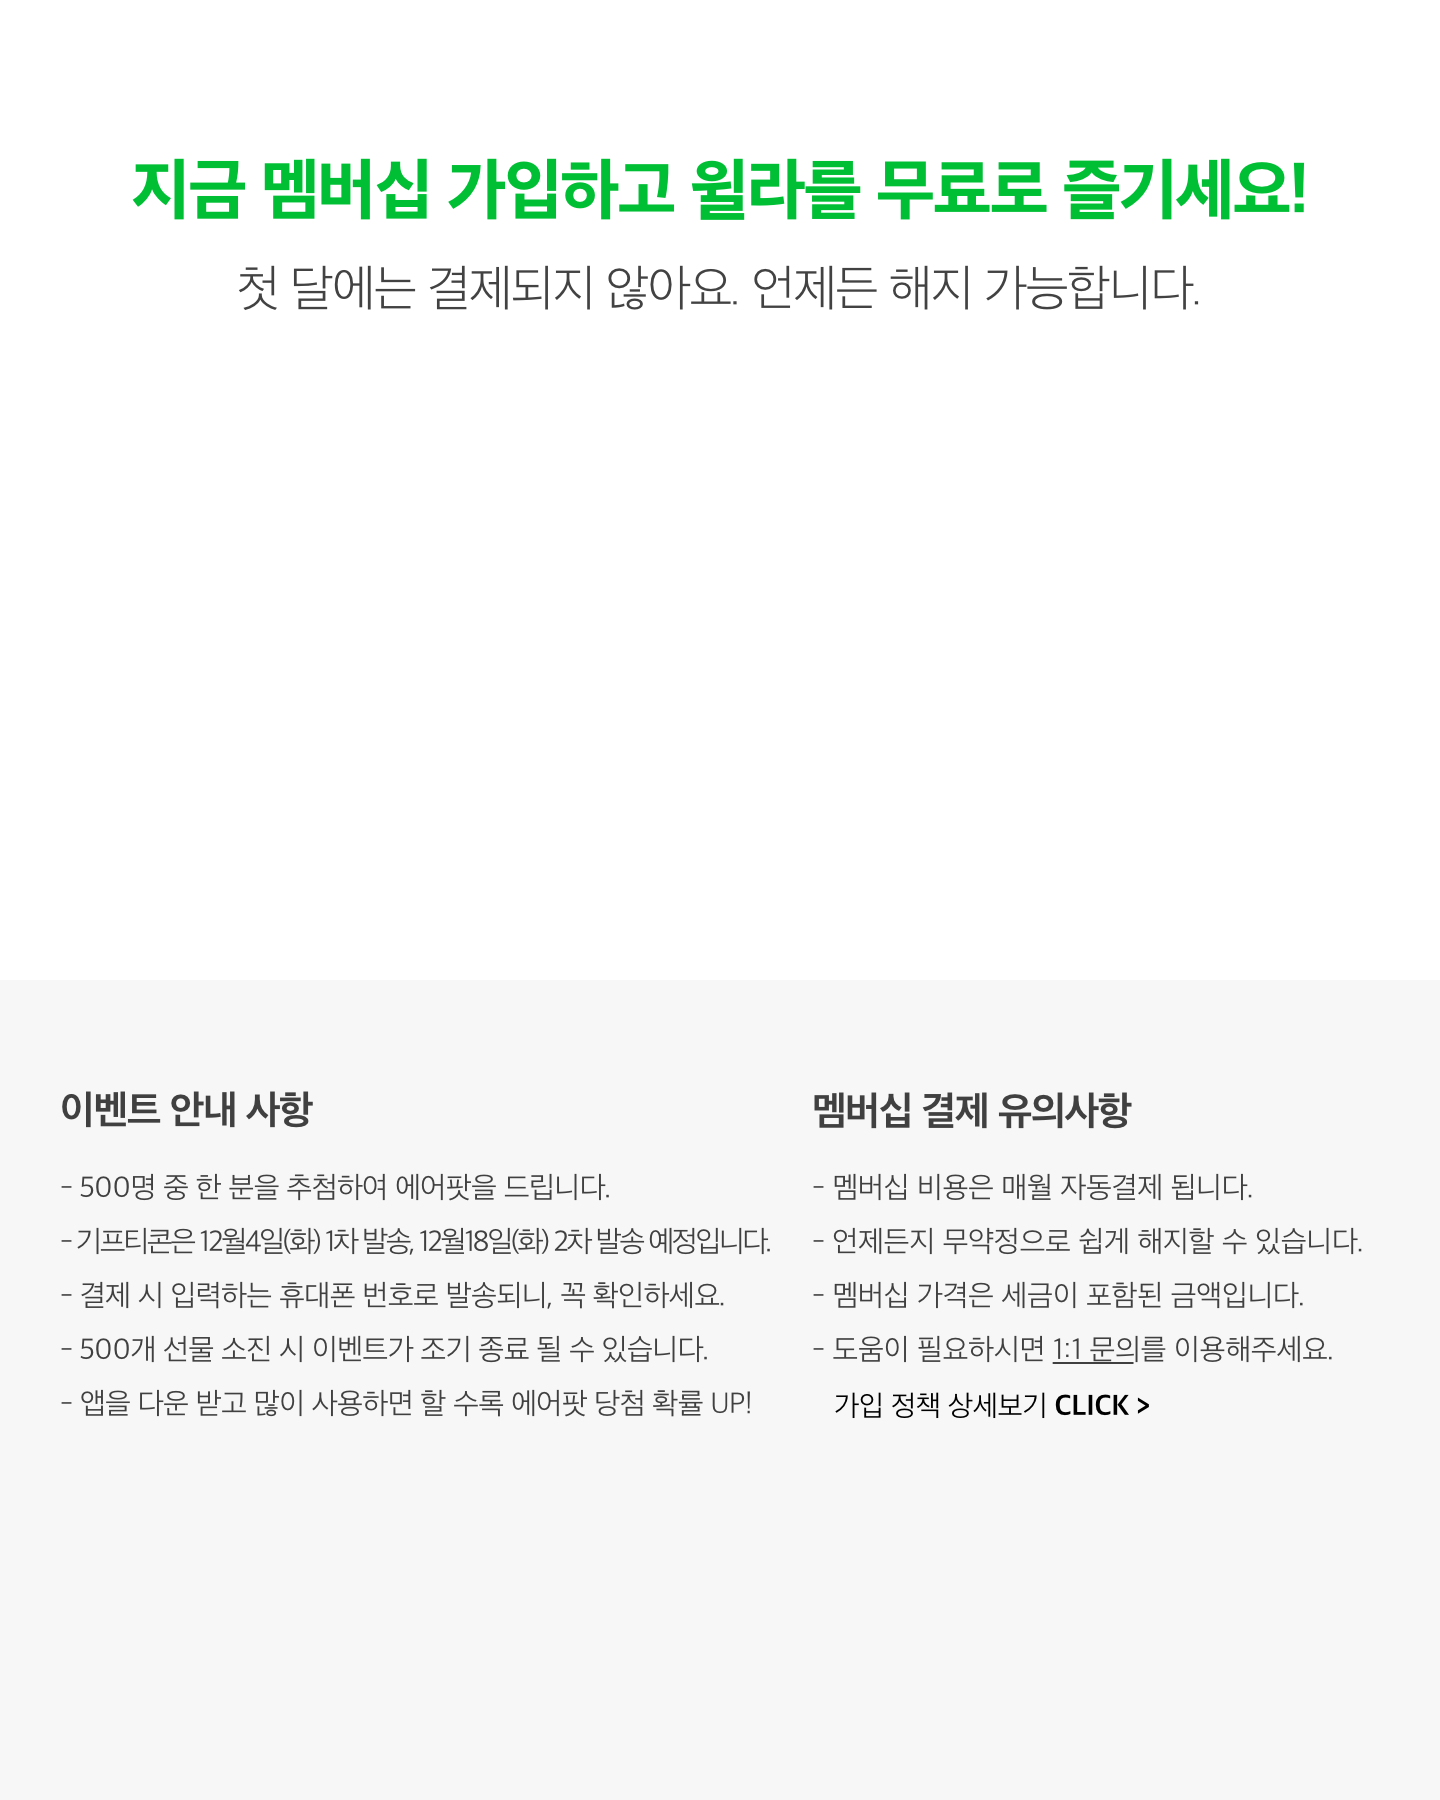 지금 멤버십 가입하고 윌라를 무료로 즐기세요!
첫 달에는 결제되지 않아요. 언제든 해지 가능합니다.
이벤트 안내 사항
- 500명 중 한 분을 추첨하여 에어팟을 드립니다.
- 기프티콘은 12월4일(화) 1차 발송, 12월18일(화) 2차 발송 예정입니다.
- 결제 시 입력하는 휴대폰 번호로 발송되니, 꼭 확인하세요.
- 500개 선물 소진 시 이벤트가 조기 종료 될 수 있습니다.
- 앱을 다운 받고 많이 사용하면 할 수록 에어팟 당첨 확률 UP!
멤버십 결제 유의사항
- 멤버십 비용은 매월 자동결제 됩니다.
- 언제든지 무약정으로 쉽게 해지할 수 있습니다.
- 멤버십 가격은 세금이 포함된 금액입니다.
- 도움이 필요하시면 1:1 문의를 이용해주세요.
가입 정책 상세보기 CLICK >